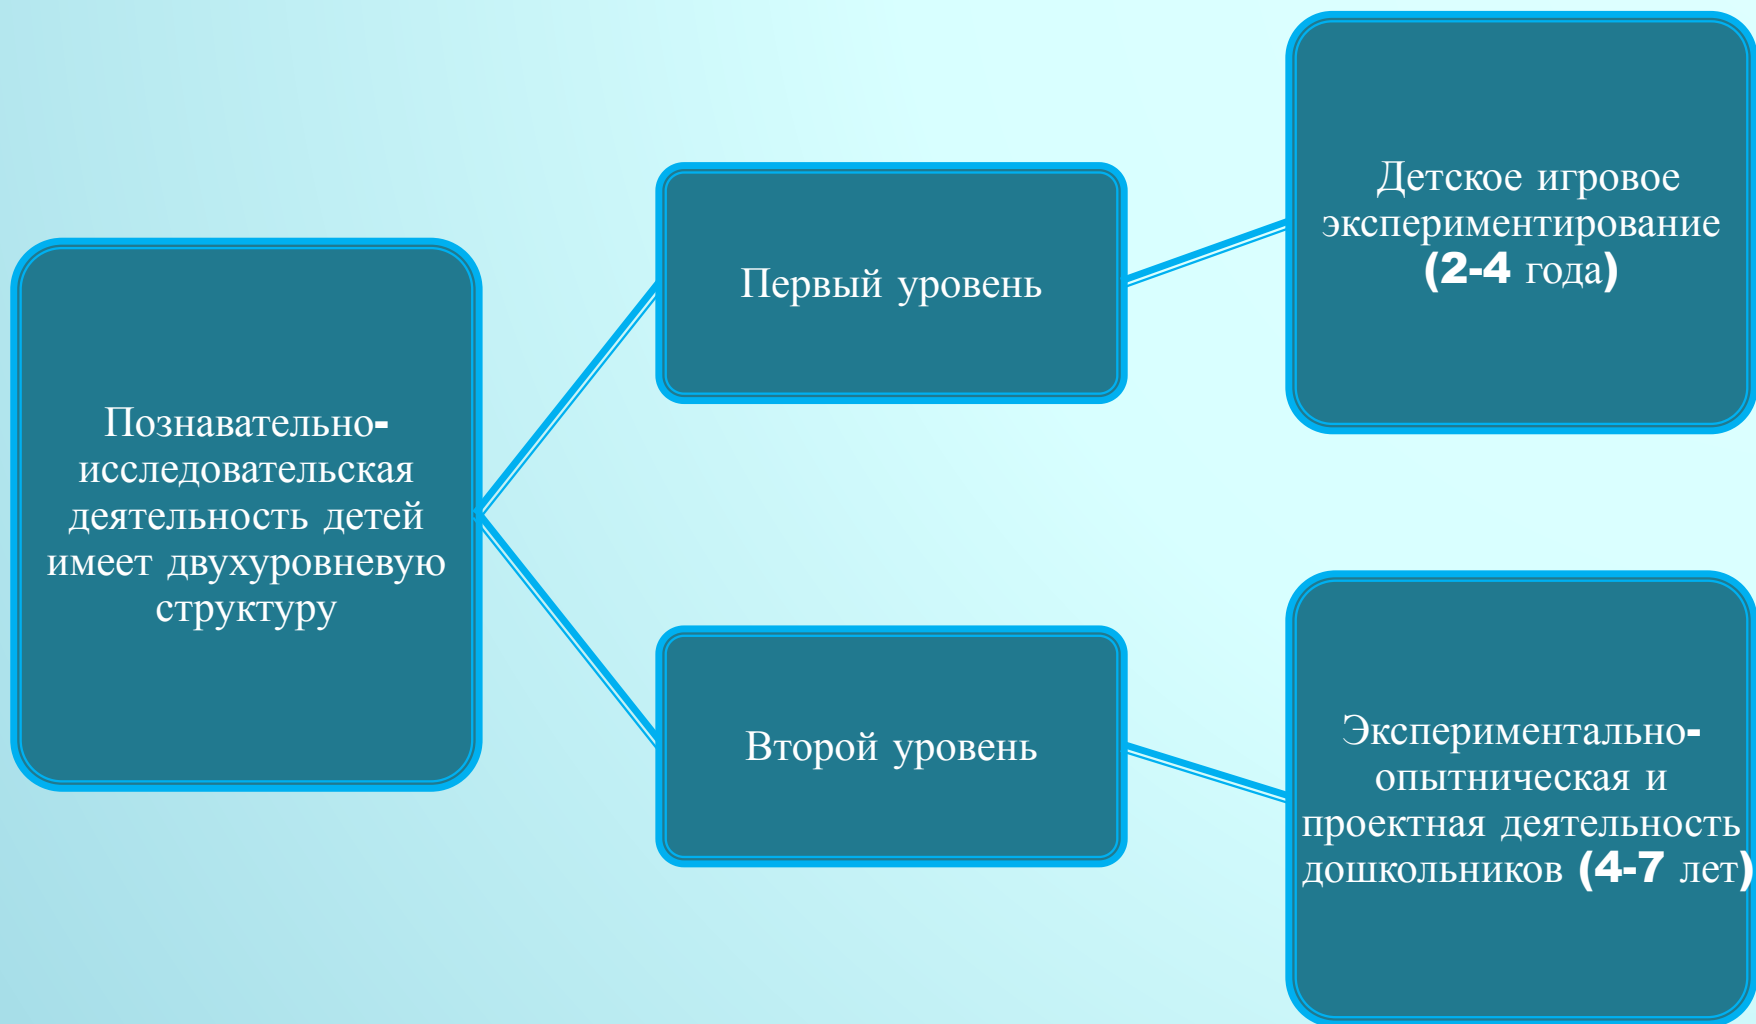 Познавательно-
исследовательская
деятельность детей
имеет двухуровневую
структуру
Первый уровень
Детское игровое
экспериментирование
(2-4 года)
Второй уровень
Экспериментально-
опытническая и
проектная деятельность
дошкольников (4-7 лет)